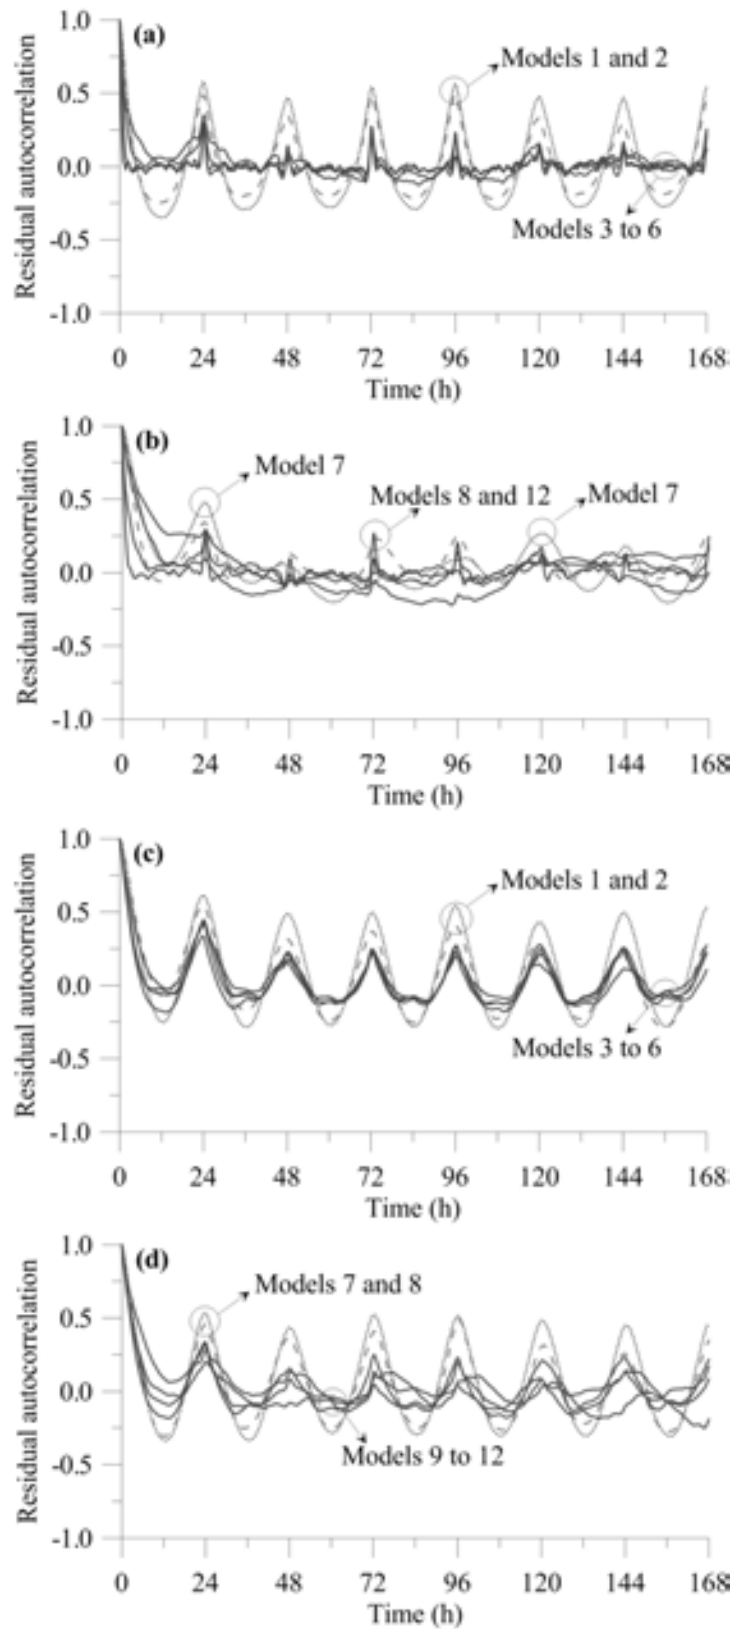 (a)
1.0
0.5
0.0
-0.5
-1.0
Residual autocorrelation
Models 1 and 2
Models 3 to 6
0 24 48 72 96 120 144 168
Time (h)
(b)
1.0
0.5
0.0
-0.5
-1.0
Residual autocorrelation
Model 7
Models 8 and 12
Model 7
0 24 48 72 96 120 144 168
Time (h)
(c)
1.0
0.5
0.0
-0.5
-1.0
Residual autocorrelation
Models 1 and 2
Models 3 to 6
0 24 48 72 96 120 144 168
Time (h)
(d)
1.0
0.5
0.0
-0.5
-1.0
Residual autocorrelation
Models 7 and 8
Models 9 to 12
0 24 48 72 96 120 144 168
Time (h)